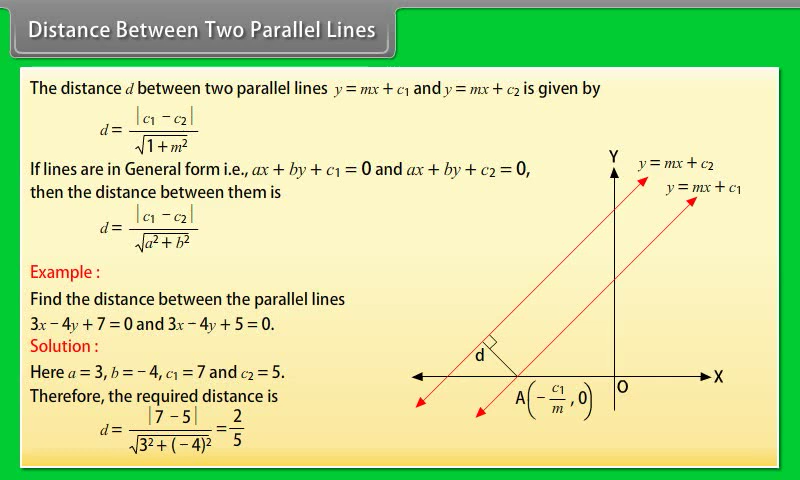 Distance Between Two Parallel Lines
The distance d between two parallel lines y = mx + c₁ and y = mx + c₂ is given by
d = |c₁ − c₂| / √(1 + m²)
If lines are in General form i.e., ax + by + c₁ = 0 and ax + by + c₂ = 0,
then the distance between them is
d = |c₁ − c₂| / √(a² + b²)
Example :
Find the distance between the parallel lines
3x − 4y + 7 = 0 and 3x − 4y + 5 = 0.
Solution :
Here a = 3, b = − 4, c₁ = 7 and c₂ = 5.
Therefore, the required distance is
d = |7 − 5| / √(3² + (− 4)²) = 2/5
Y
y = mx + c₂
y = mx + c₁
d
X
O
A(− c₁/m , 0)